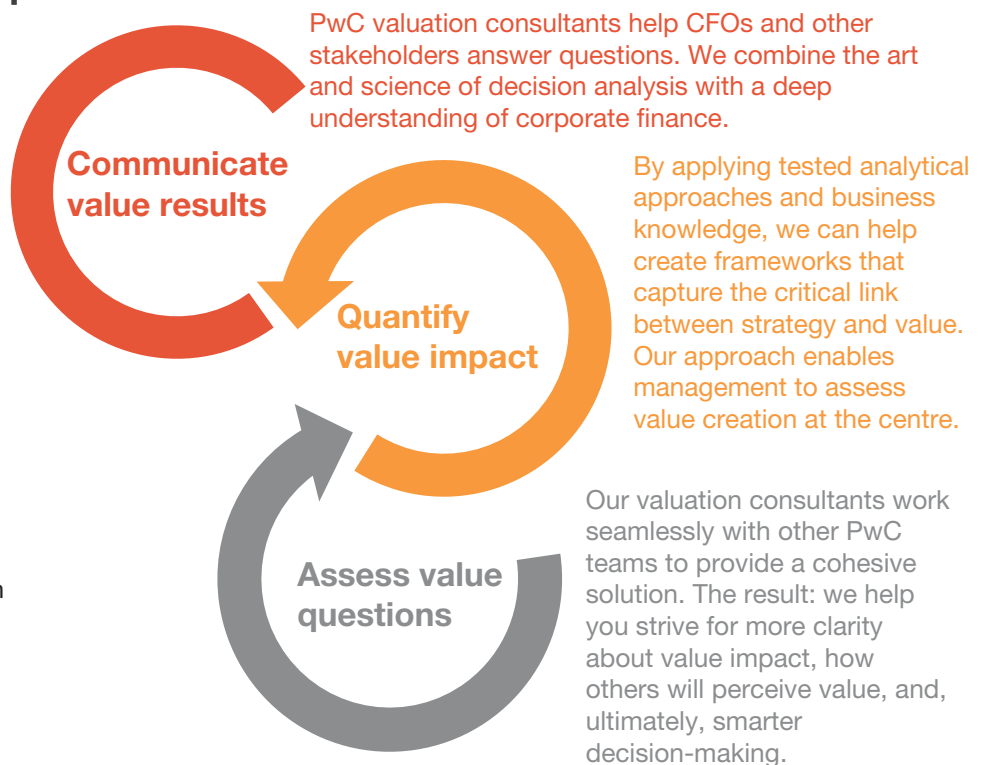 PwC valuation consultants help CFOs and other
stakeholders answer questions. We combine the art
and science of decision analysis with a deep
understanding of corporate finance.
Communicate
value results
By applying tested analytical
approaches and business
knowledge, we can help
create frameworks that
capture the critical link
between strategy and value.
Our approach enables
management to assess
value creation at the centre.
Quantify
value impact
Our valuation consultants work
seamlessly with other PwC
teams to provide a cohesive
solution. The result: we help
you strive for more clarity
about value impact, how
others will perceive value, and,
ultimately, smarter
decision-making.
Assess value
questions